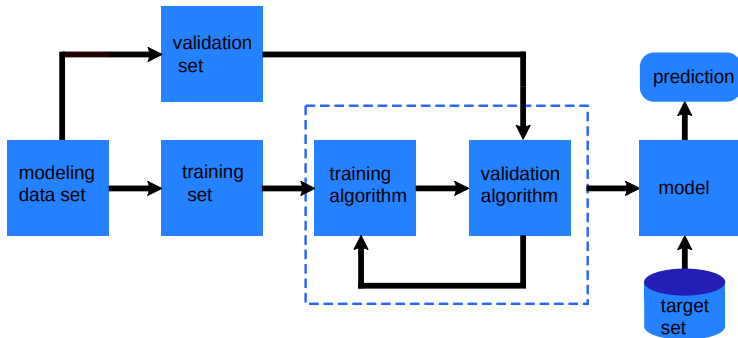 validation
set
prediction
modeling
data set
training
set
training
algorithm
validation
algorithm
model
target
set